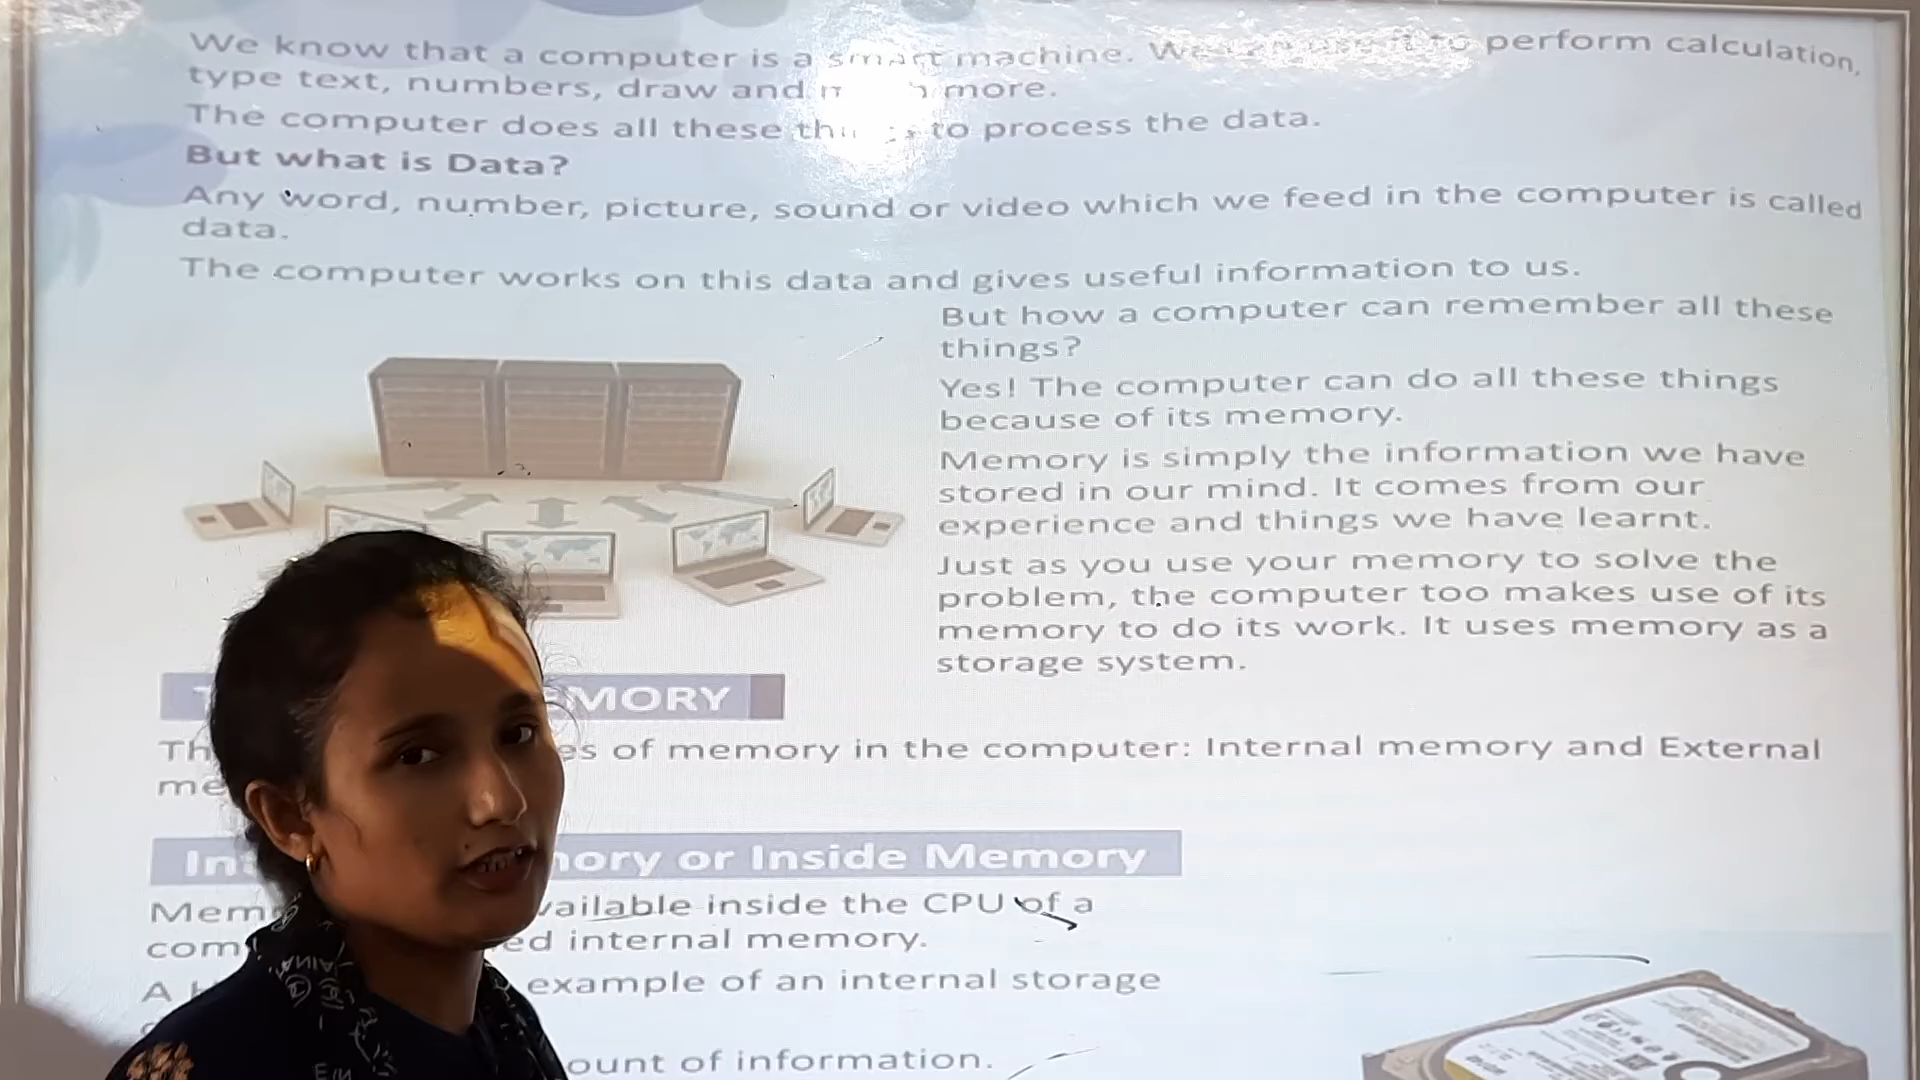 We know that a computer is a smart machine. We can use it to perform calculation,
type text, numbers, draw and more.
The computer does all these to process the data.
But what is Data?
Any word, number, picture, sound or video which we feed in the computer is called
data.
The computer works on this data and gives useful information to us.
But how a computer can remember all these
things?
Yes! The computer can do all these things
because of its memory.
Memory is simply the information we have
stored in our mind. It comes from our
experience and things we have learnt.
Just as you use your memory to solve the
problem, the computer too makes use of its
memory to do its work. It uses memory as a
storage system.
of memory in the computer: Internal memory and External
or Inside Memory
inside the CPU of a
internal memory.
A example of an internal storage
of information.